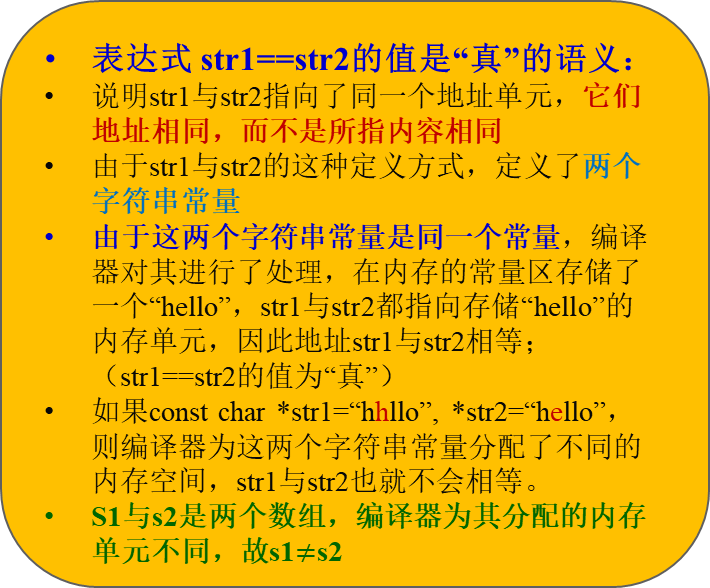 • 表达式 str1==str2的值是“真”的语义：
• 说明str1与str2指向了同一个地址单元，它们
地址相同，而不是所指内容相同
• 由于str1与str2的这种定义方式，定义了两个
字符串常量
• 由于这两个字符串常量是同一个常量，编译
器对其进行了处理，在内存的常量区存储了
一个“hello”，str1与str2都指向存储“hello”的
内存单元，因此地址str1与str2相等；
（str1==str2的值为“真”）
• 如果const char *str1=“hhllo”, *str2=“hello”，
则编译器为这两个字符串常量分配了不同的
内存空间，str1与str2也就不会相等。
• S1与s2是两个数组，编译器为其分配的内存
单元不同，故s1≠s2